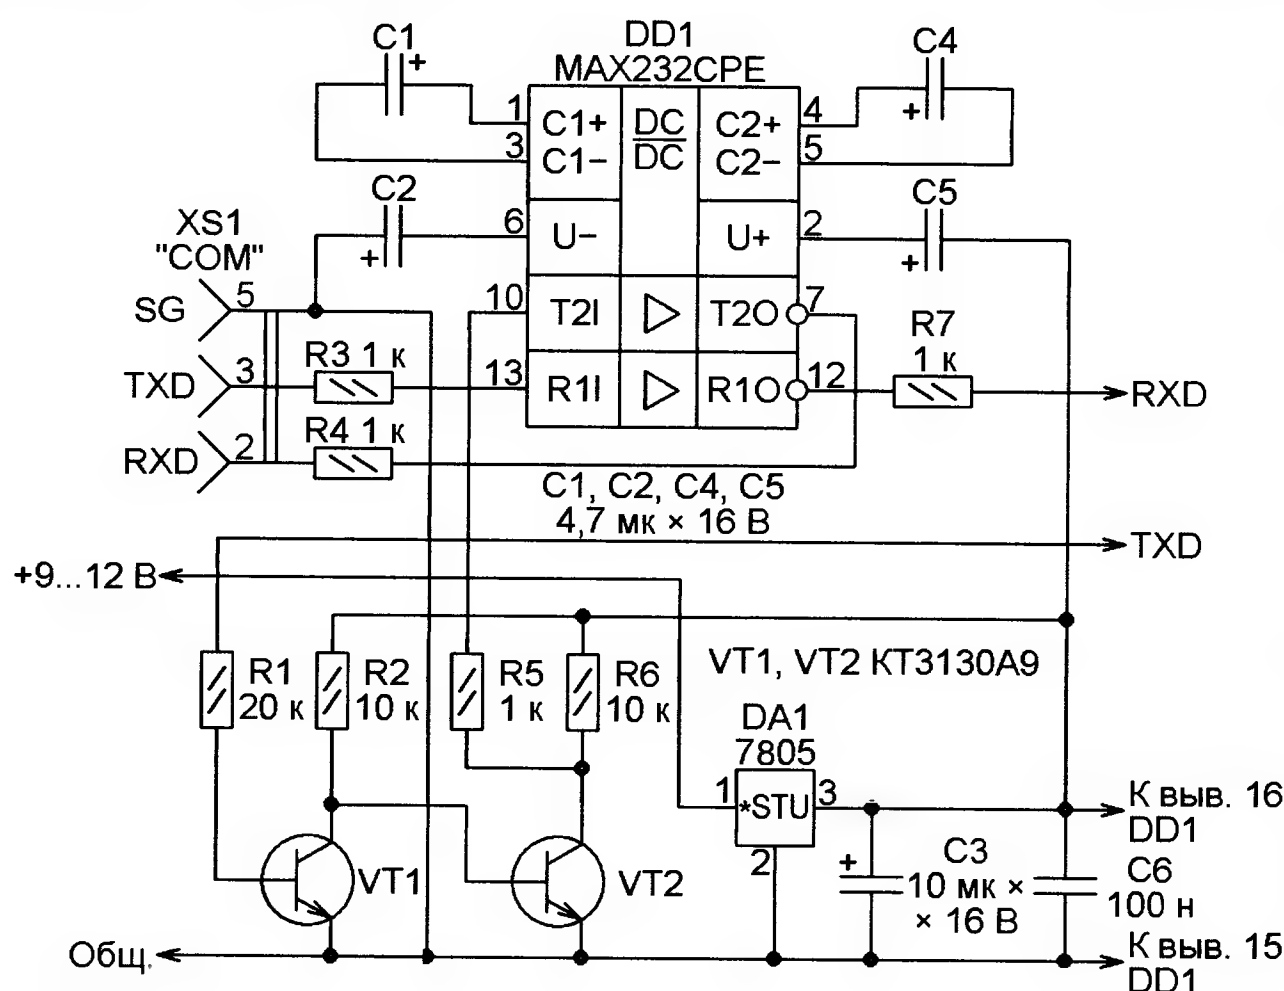 DD1
MAX232CPE
C1
+
C4
+
1
C1+
DC
C2+
4
3
C1−
DC
C2−
5
C2
+
C5
+
6
U−
U+
2
XS1
"COM"
SG
5
10
T2I
T2O
7
R7
1 к
TXD
3
R3 1 к
13
R1I
R1O
12
RXD
RXD
2
R4 1 к
C1, C2, C4, C5
4,7 мк × 16 В
TXD
+9...12 В
R1
20 к
R2
10 к
R5
1 к
R6
10 к
VT1, VT2 КТ3130А9
DA1
7805
1
*STU
3
2
К выв. 16
DD1
+
C3
10 мк ×
× 16 В
C6
100 н
VT1
VT2
Общ.
К выв. 15
DD1